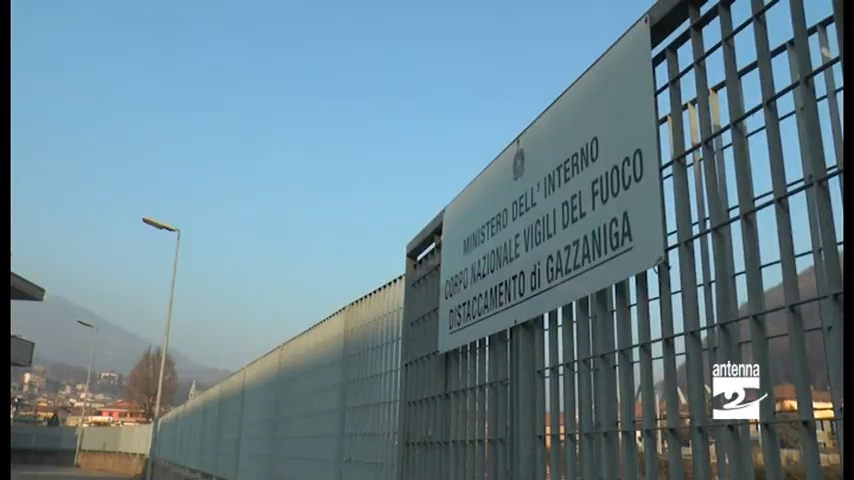 MINISTERO DELL'INTERNO
CORPO NAZIONALE VIGILI DEL FUOCO
DISTACCAMENTO di GAZZANIGA
antenna
2